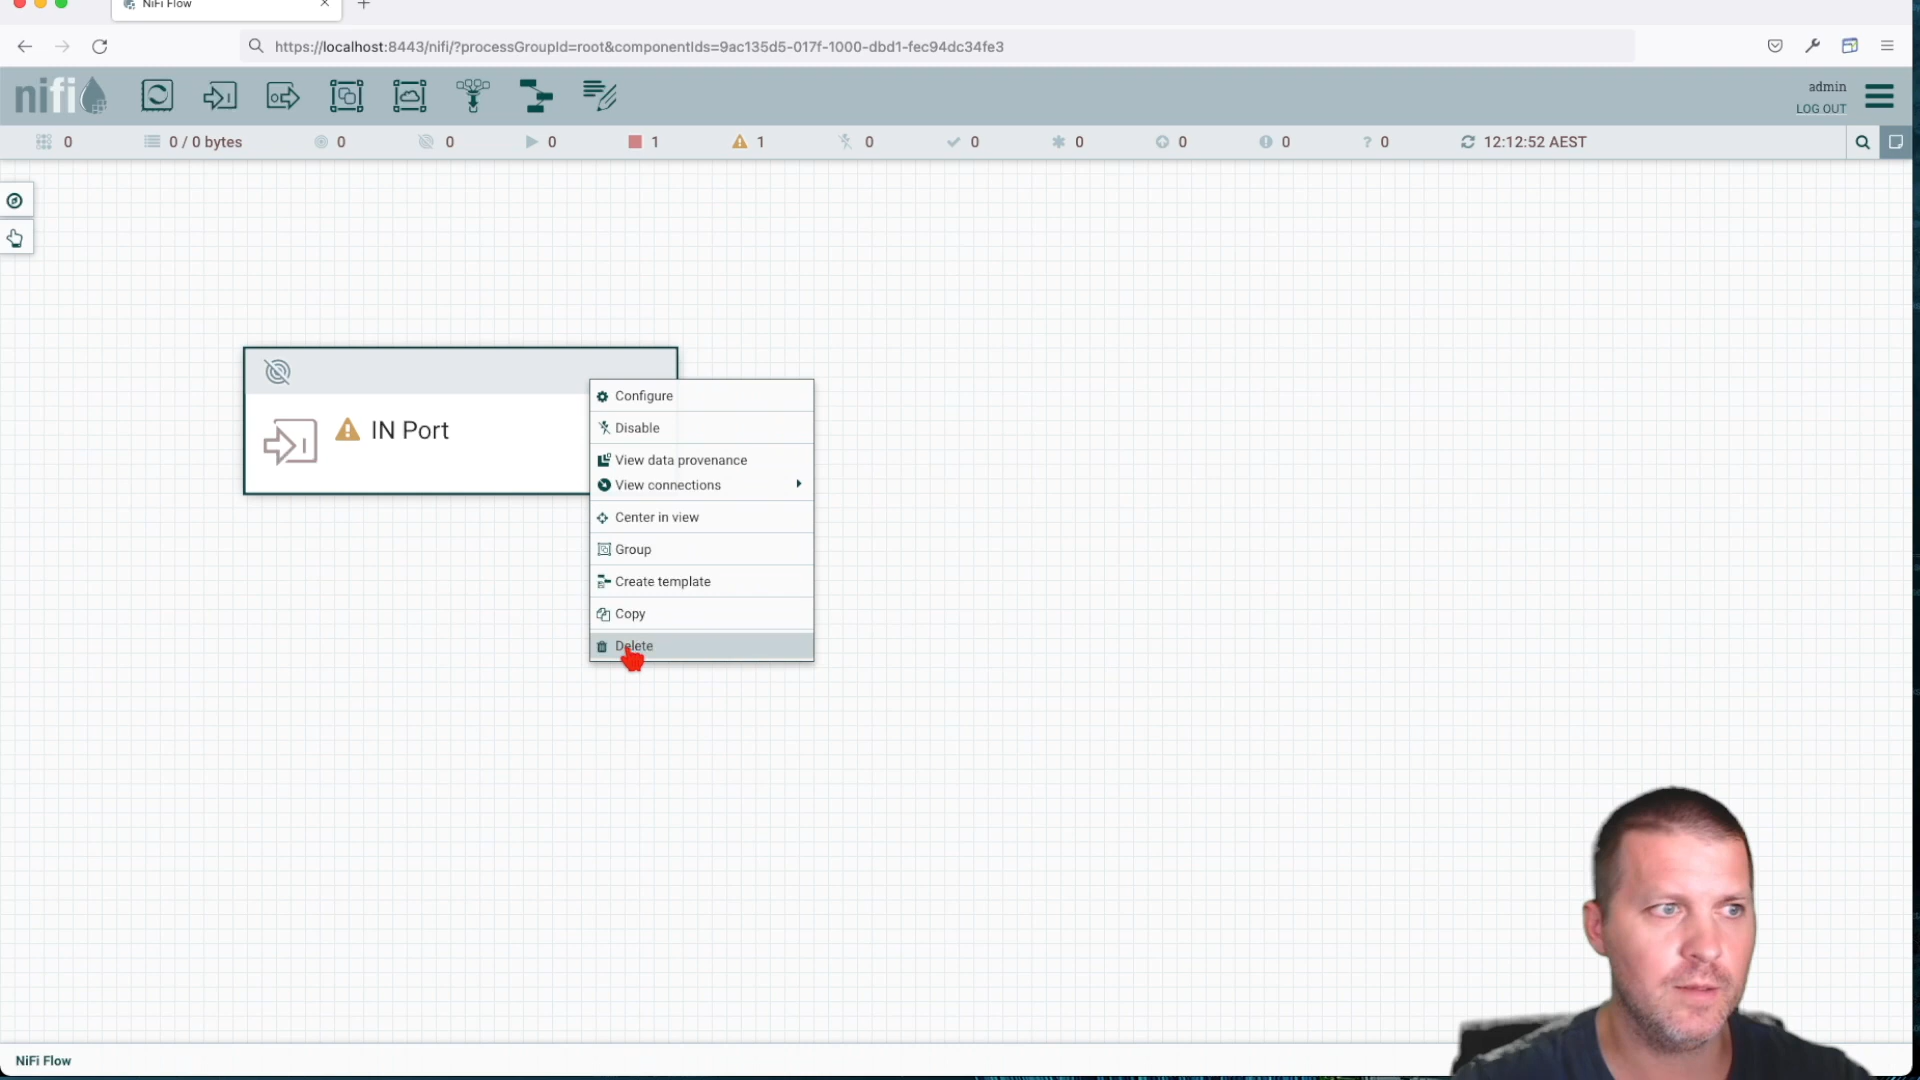 NiFi Flow
https://localhost:8443/nifi/?processGroupId=root&componentIds=9ac135d5-017f-1000-dbd1-fec94dc34fe3
nifi
admin
LOG OUT
0 0 / 0 bytes 0 0 0 1 1 0 0 0 0 0 ? 0 12:12:52 AEST
IN Port
Configure
Disable
View data provenance
View connections
Center in view
Group
Create template
Copy
Delete
NiFi Flow